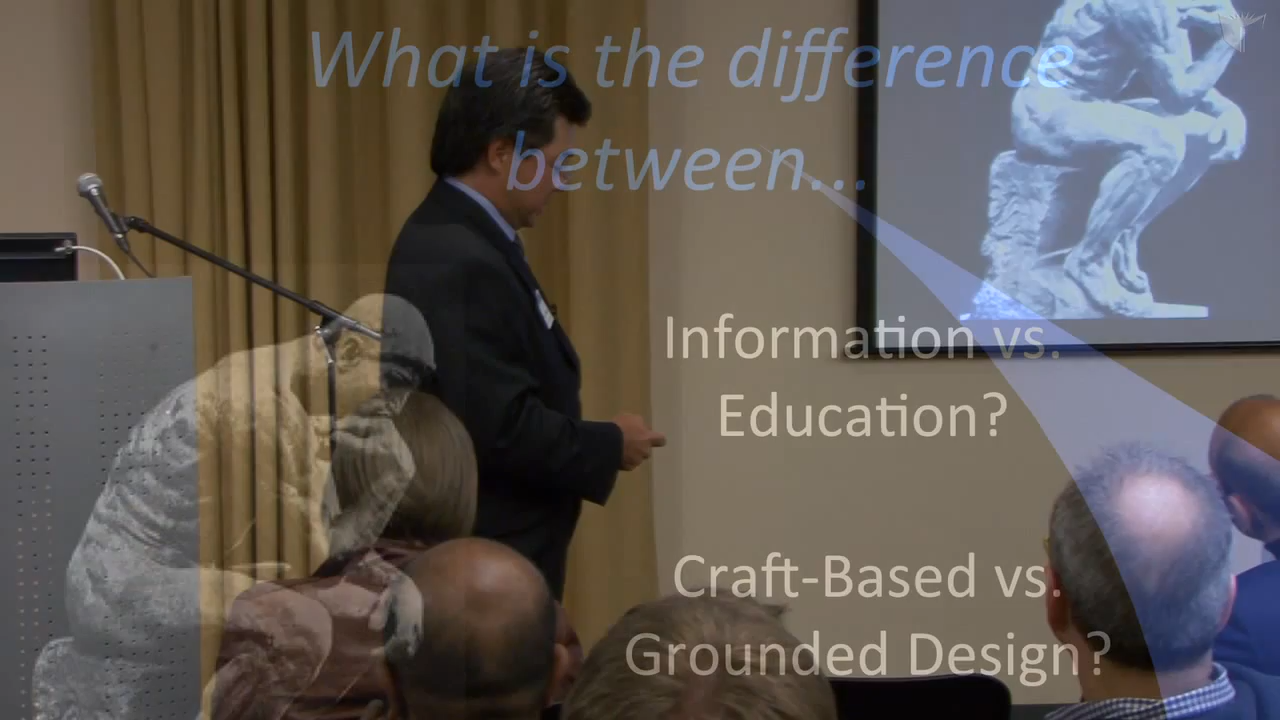 What is the difference
between...
Information vs.
Education?
Craft-Based vs.
Grounded Design?